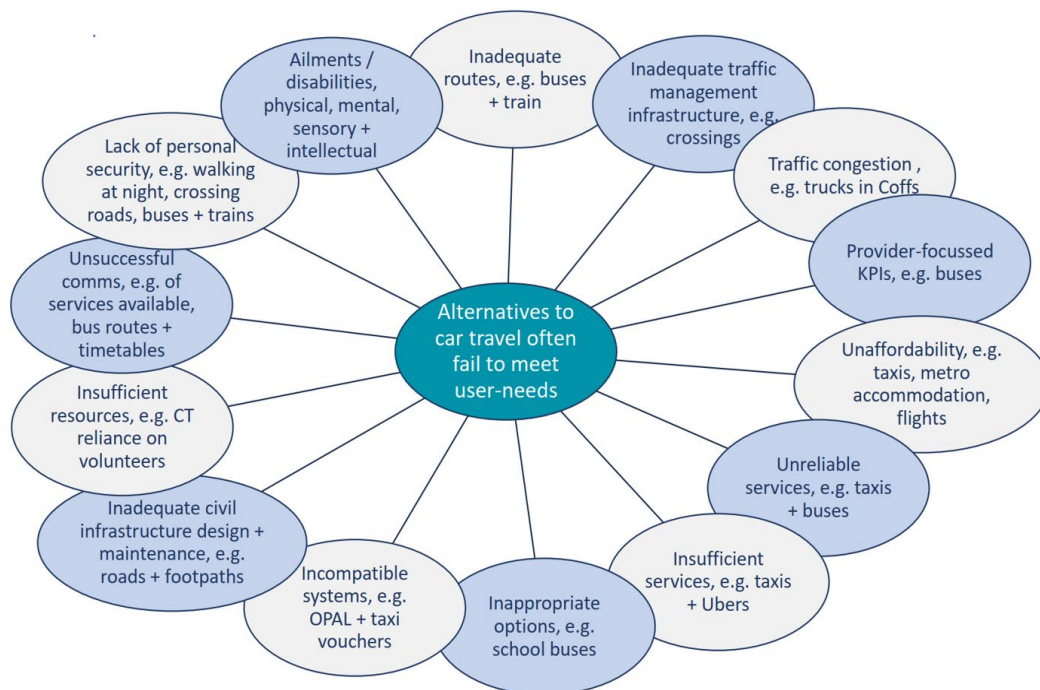 Alternatives to
car travel often
fail to meet
user-needs
Inadequate
routes, e.g. buses
+ train
Inadequate traffic
management
infrastructure, e.g.
crossings
Traffic congestion ,
e.g. trucks in Coffs
Provider-focussed
KPIs, e.g. buses
Unaffordability, e.g.
taxis, metro
accommodation,
flights
Unreliable
services, e.g. taxis
+ buses
Insufficient
services, e.g. taxis
+ Ubers
Inappropriate
options, e.g.
school buses
Incompatible
systems, e.g.
OPAL + taxi
vouchers
Inadequate civil
infrastructure design +
maintenance, e.g.
roads + footpaths
Insufficient
resources, e.g. CT
reliance on
volunteers
Unsuccessful
comms, e.g. of
services available,
bus routes +
timetables
Lack of personal
security, e.g. walking
at night, crossing
roads, buses + trains
Ailments /
disabilities,
physical, mental,
sensory +
intellectual